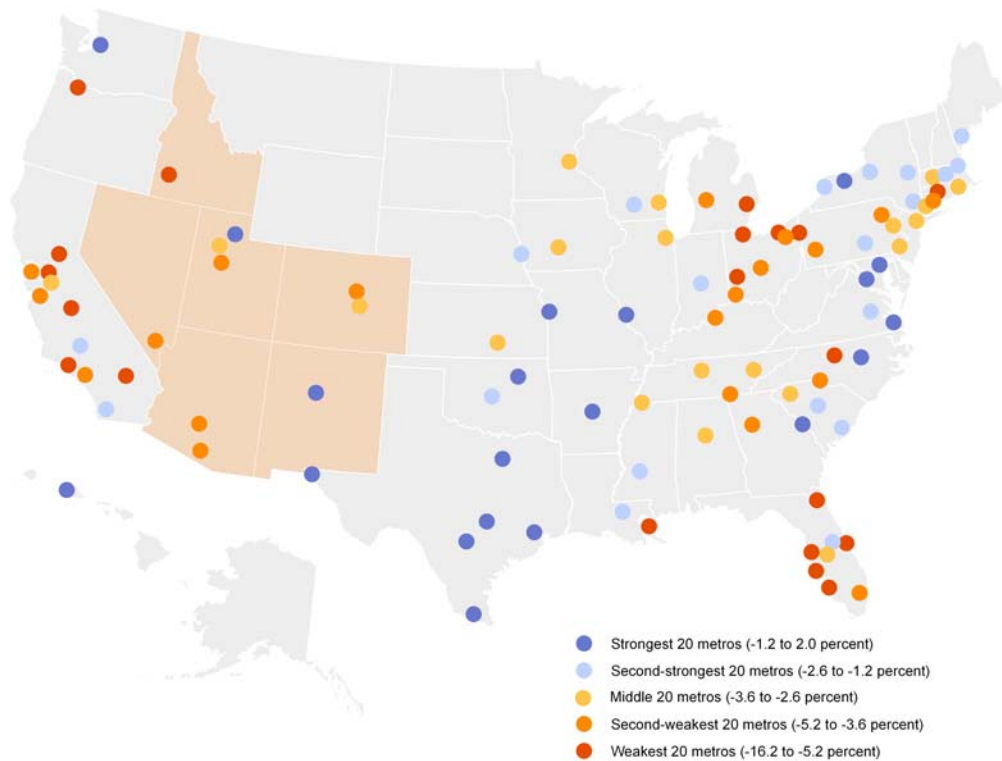 Strongest 20 metros (-1.2 to 2.0 percent)
Second-strongest 20 metros (-2.6 to -1.2 percent)
Middle 20 metros (-3.6 to -2.6 percent)
Second-weakest 20 metros (-5.2 to -3.6 percent)
Weakest 20 metros (-16.2 to -5.2 percent)